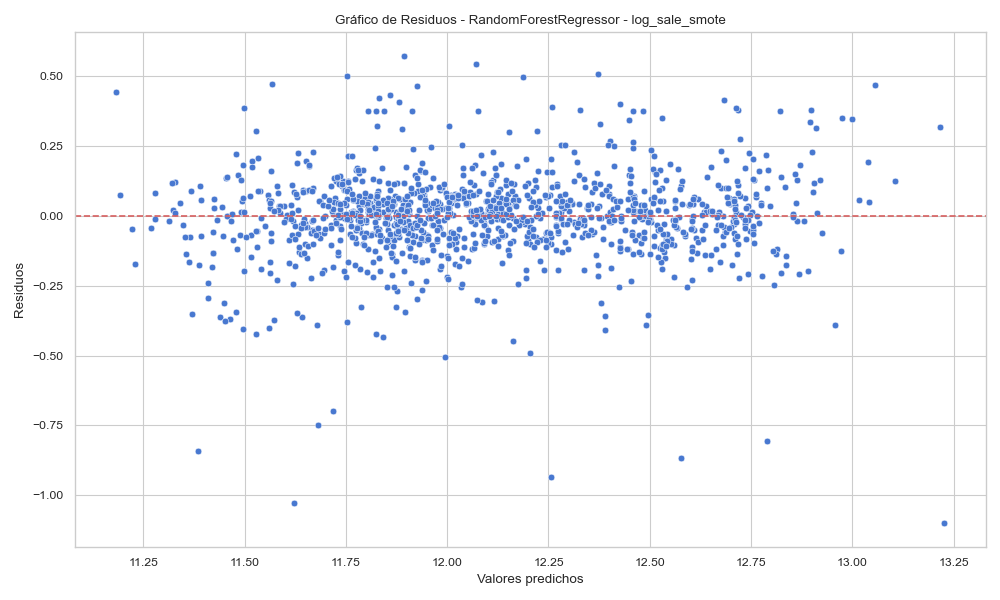 Gráfico de Residuos - RandomForestRegressor - log_sale_smote
Residuos
0.50
0.25
0.00
−0.25
−0.50
−0.75
−1.00
11.25 11.50 11.75 12.00 12.25 12.50 12.75 13.00 13.25
Valores predichos